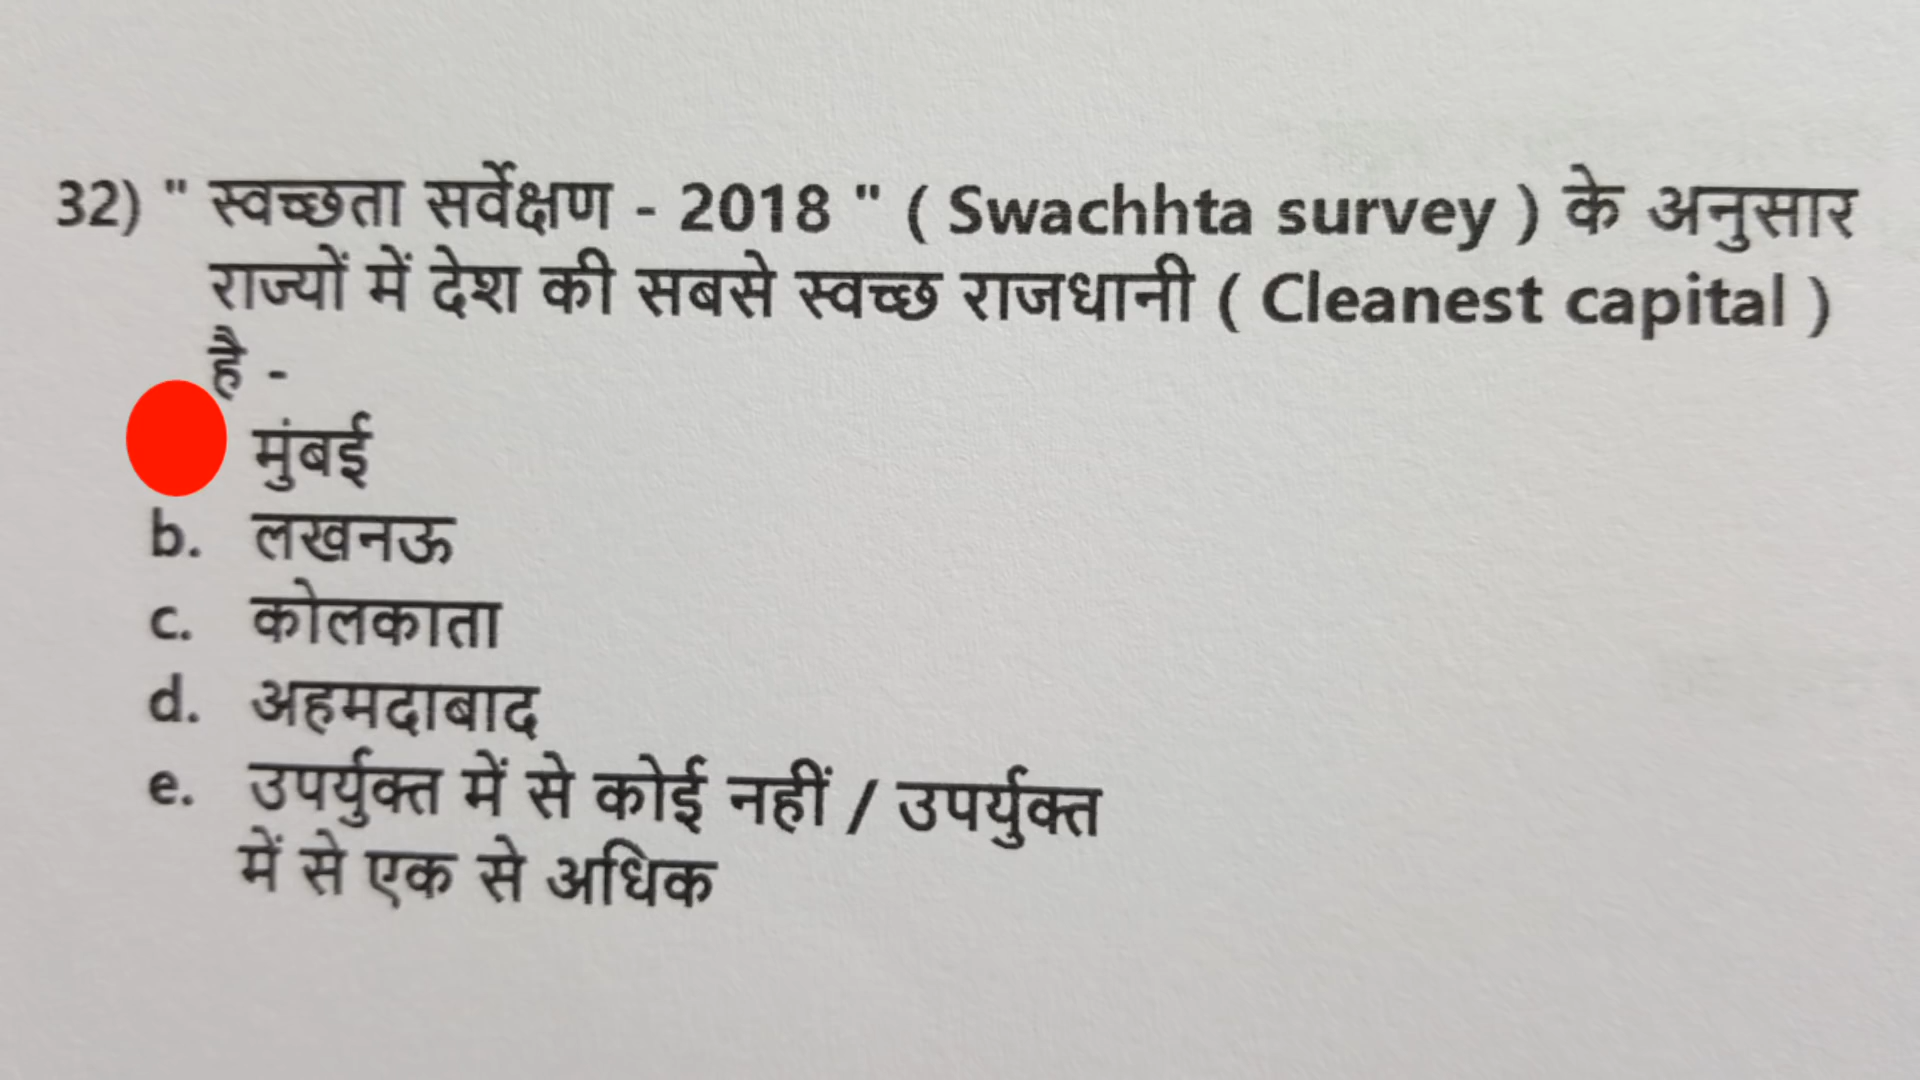 32) " स्वच्छता सर्वेक्षण - 2018 " ( Swachhta survey ) के अनुसार
राज्यों में देश की सबसे स्वच्छ राजधानी ( Cleanest capital )
है -
मुंबई
b. लखनऊ
c. कोलकाता
d. अहमदाबाद
e. उपर्युक्त में से कोई नहीं / उपर्युक्त
में से एक से अधिक